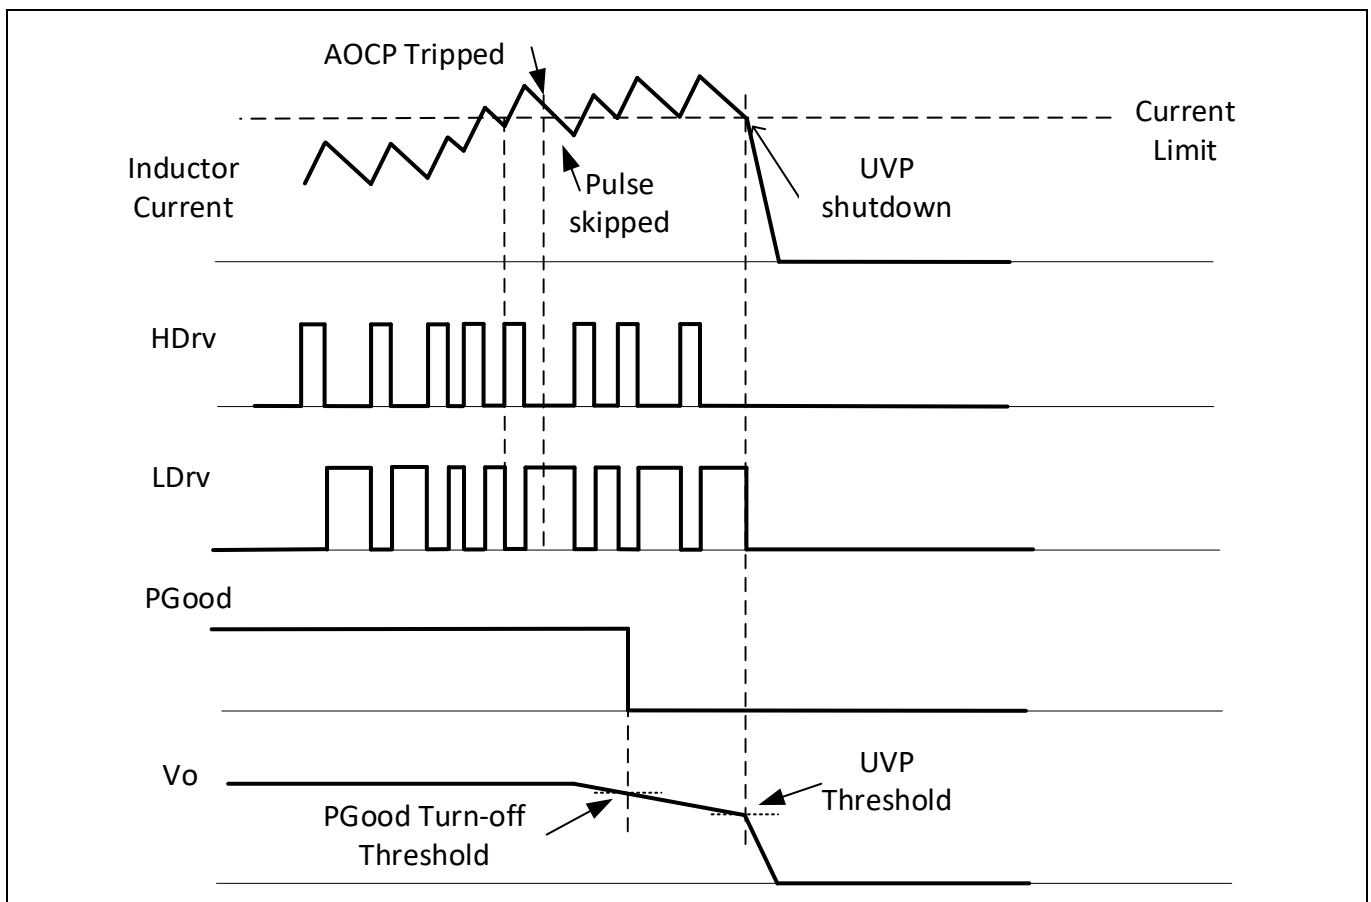 AOCP Tripped
Current
Limit
Inductor
Current
UVP
shutdown
Pulse
skipped
HDrv
LDrv
PGood
Vo
UVP
Threshold
PGood Turn-off
Threshold